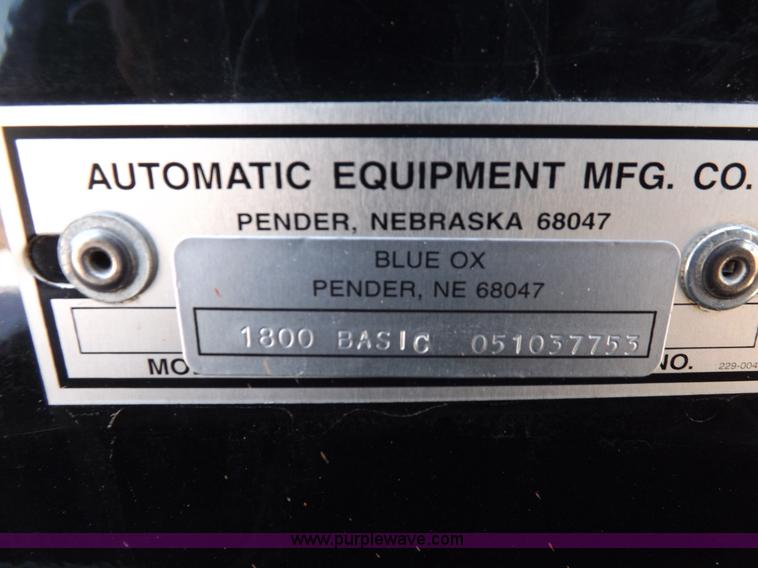 AUTOMATIC EQUIPMENT MFG. CO.
PENDER, NEBRASKA 68047
BLUE OX
PENDER, NE 68047
1800 BASIC 051037753
NO. 229-004
www.purplewave.com